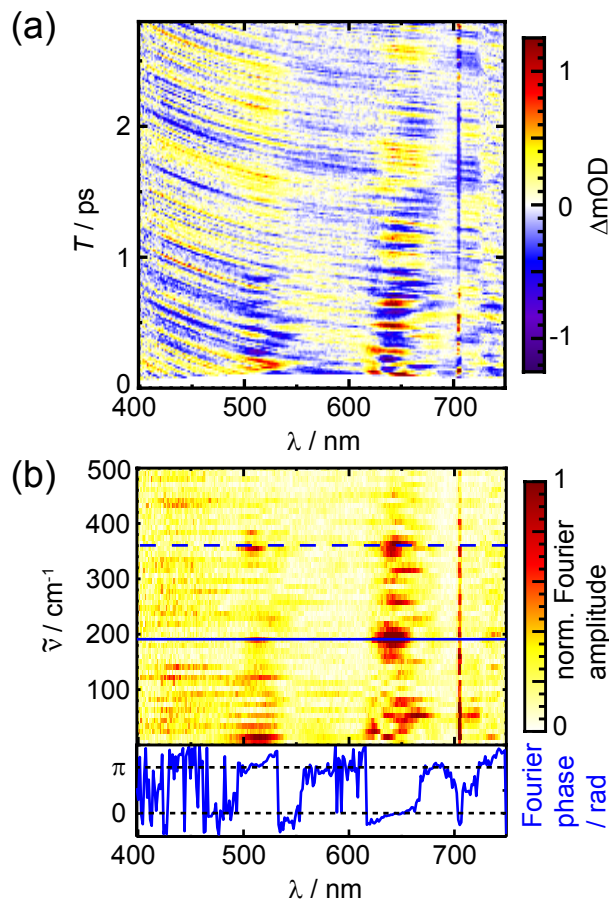 (a)
2
1
0
T / ps
400
500
600
700
λ / nm
1
0
-1
ΔmOD
(b)
500
400
300
200
100
ν̃ / cm⁻¹
1
0
norm. Fourier
amplitude
π
0
400
500
600
700
λ / nm
Fourier
phase
/ rad